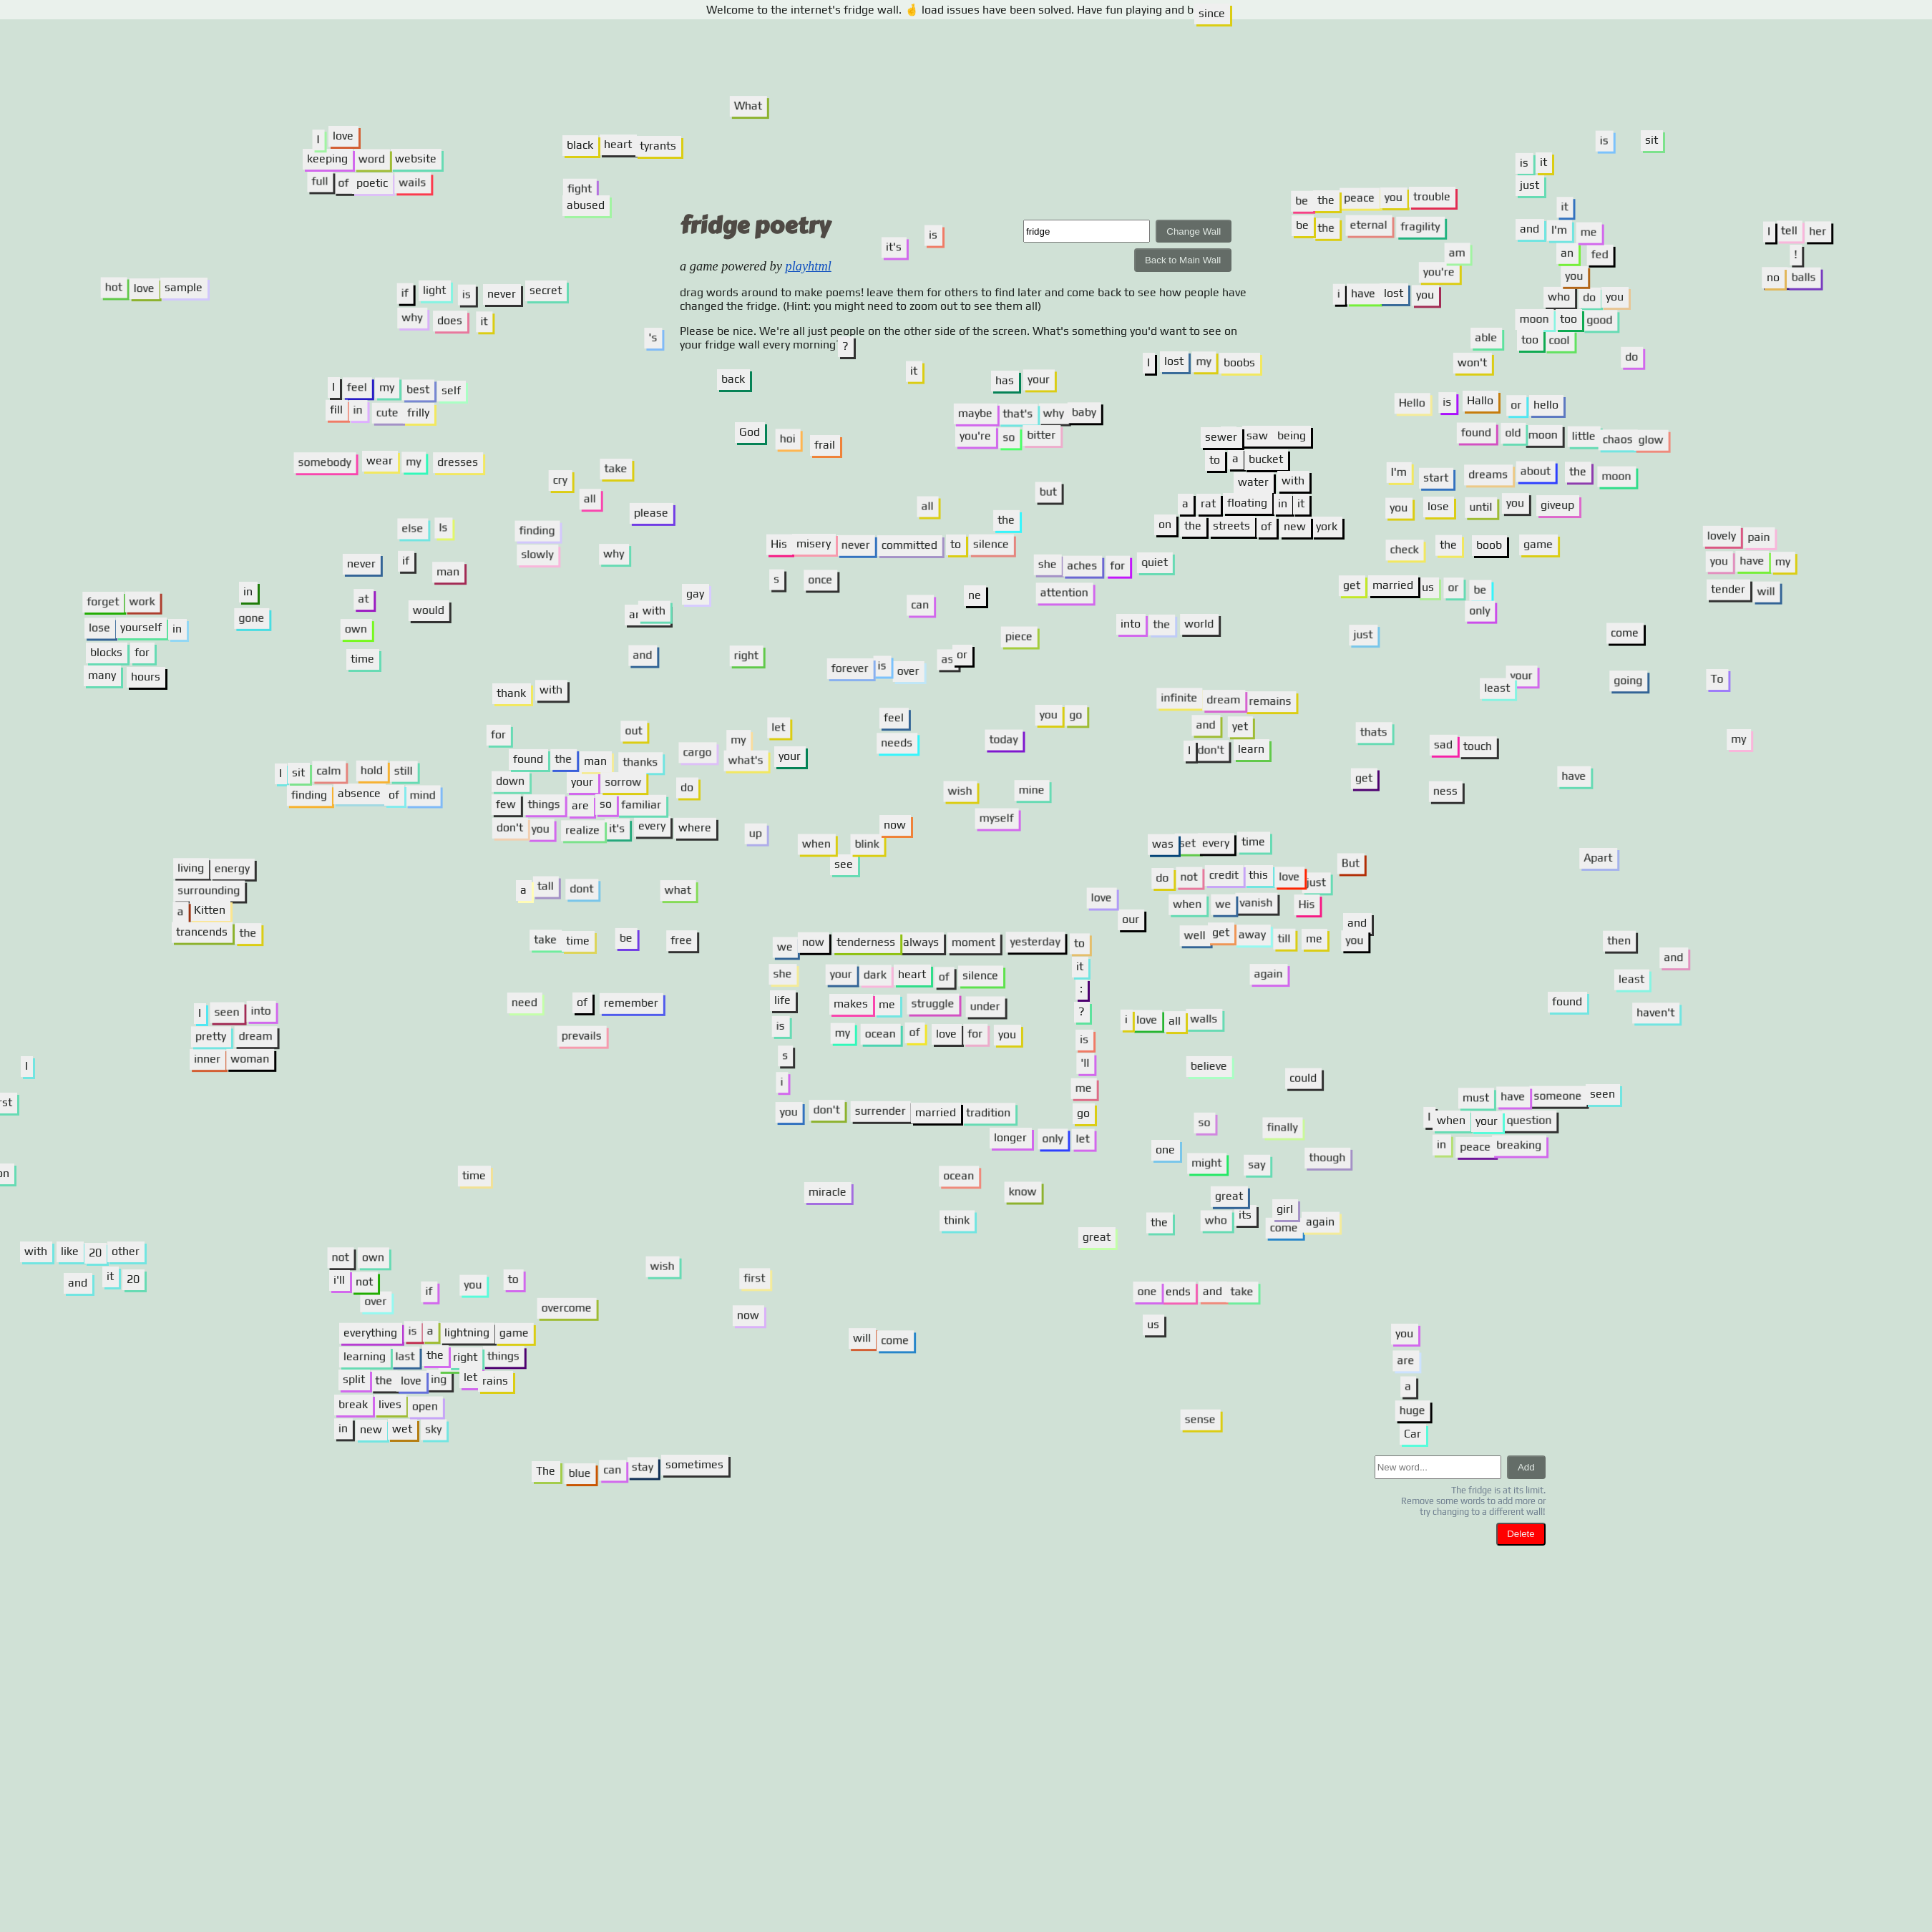 Welcome to the internet's fridge wall. 🤞 load issues have been solved. Have fun playing and b
since
What
I love
keeping word website
full of poetic wails
black heart tyrants
fight
abused
is sit
is it
just
it
and I'm me
an fed
you
who do you
moon too good
too cool
do
be the peace you trouble
be the eternal fragility
am
you're
i have lost you
able
won't
I tell her
!
no balls
fridge poetry
it's is
fridge
Change Wall
Back to Main Wall
a game powered by playhtml
drag words around to make poems! leave them for others to find later and come back to see how people have
changed the fridge. (Hint: you might need to zoom out to see them all)
Please be nice. We're all just people on the other side of the screen. What's something you'd want to see on
your fridge wall every morning
?
hot love sample
if light is never secret
why does it
's
back
it
has your
I lost my boobs
I feel my best self
fill in cute frilly
maybe that's why baby
you're so bitter
God hoi frail
Hello is Hallo or hello
found old moon little chaos glow
sewer saw being
to a bucket
water with
a rat floating in it
on the streets of new york
somebody wear my dresses
cry take
all
please
I'm start dreams about the moon
you lose until you giveup
check the boob game
but
all
the
else Is
finding
slowly
why
never if man
His misery never committed to silence
she aches for quiet
attention
lovely pain
you have my
tender will
get married us or be
only
s once
gay
can
ne
in
gone
at
would
own
time
forget work
lose yourself in
blocks for
many hours
with
and
right
piece
into the world
just
come
forever is over
as or
thank with
infinite dream remains
and yet
I don't learn
your
least
going
To
feel
needs
you go
today
for
out
let
my
cargo
what's your
found the man thanks
down your sorrow
do
few things are so familiar
don't you realize it's every where
up
thats
sad touch
my
I sit calm hold still
finding absence of mind
get
ness
have
wish mine
myself
now
when blink
see
was set every time
do not credit this love just
But
when we vanish His
well get away till me
and
you
Apart
living energy
surrounding
a Kitten
trancends the
a tall dont
what
love
our
take time be free
we now tenderness always moment yesterday to
she your dark heart of silence it
life makes me struggle under :
is my ocean of love for you ?
s is
i 'll
me
you don't surrender married tradition go
longer only let
again
then
and
least
found
haven't
need of remember
prevails
I seen into
pretty dream
inner woman
i love all walls
believe
could
I
rst
on
must have someone seen
I when your question
in peace breaking
so
finally
one
might say though
time
ocean
miracle
know
think
great
great
the who its girl
come again
with like 20 other
and it 20
not own
i'll not
over
if you to
wish
first
overcome
now
will come
one ends and take
us
everything is a lightning game
learning last the right things
split the love ing let rains
break lives open
in new wet sky
you
are
a
huge
Car
sense
The blue can stay sometimes
New word...
Add
The fridge is at its limit.
Remove some words to add more or
try changing to a different wall!
Delete